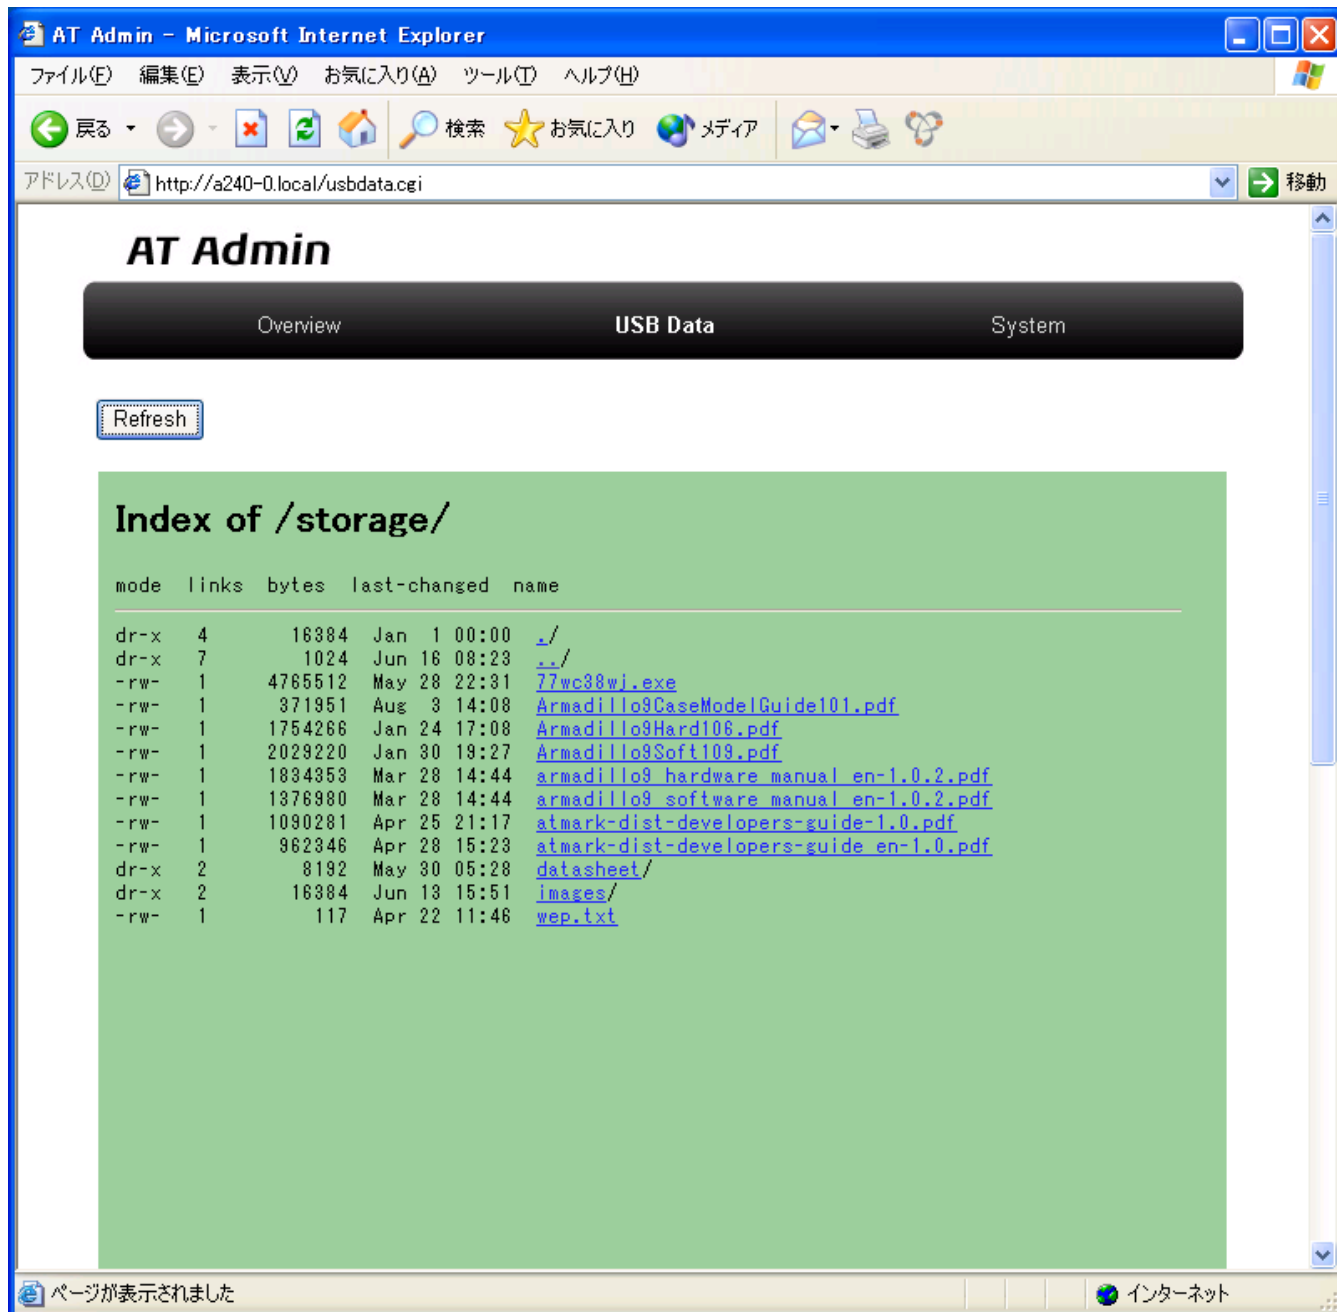 AT Admin - Microsoft Internet Explorer
ファイル(F) 編集(E) 表示(V) お気に入り(A) ツール(T) ヘルプ(H)
戻る 検索 お気に入り メディア
アドレス(D) http://a240-0.local/usbdata.cgi 移動
AT Admin
Overview USB Data System
Refresh
Index of /storage/
mode links bytes last-changed name
dr-x 4 16384 Jan 1 00:00 ./
dr-x 7 1024 Jun 16 08:23 ../
-rw- 1 4765512 May 28 22:31 77wc38wj.exe
-rw- 1 371951 Aug 3 14:08 Armadillo9CaseModelGuide101.pdf
-rw- 1 1754266 Jan 24 17:08 Armadillo9Hard106.pdf
-rw- 1 2029220 Jan 30 19:27 Armadillo9Soft109.pdf
-rw- 1 1834353 Mar 28 14:44 armadillo9_hardware_manual_en-1.0.2.pdf
-rw- 1 1376980 Mar 28 14:44 armadillo9_software_manual_en-1.0.2.pdf
-rw- 1 1090281 Apr 25 21:17 atmark-dist-developers-guide-1.0.pdf
-rw- 1 962346 Apr 28 15:23 atmark-dist-developers-guide_en-1.0.pdf
dr-x 2 8192 May 30 05:28 datasheet/
dr-x 2 16384 Jun 13 15:51 images/
-rw- 1 117 Apr 22 11:46 wep.txt
ページが表示されました インターネット